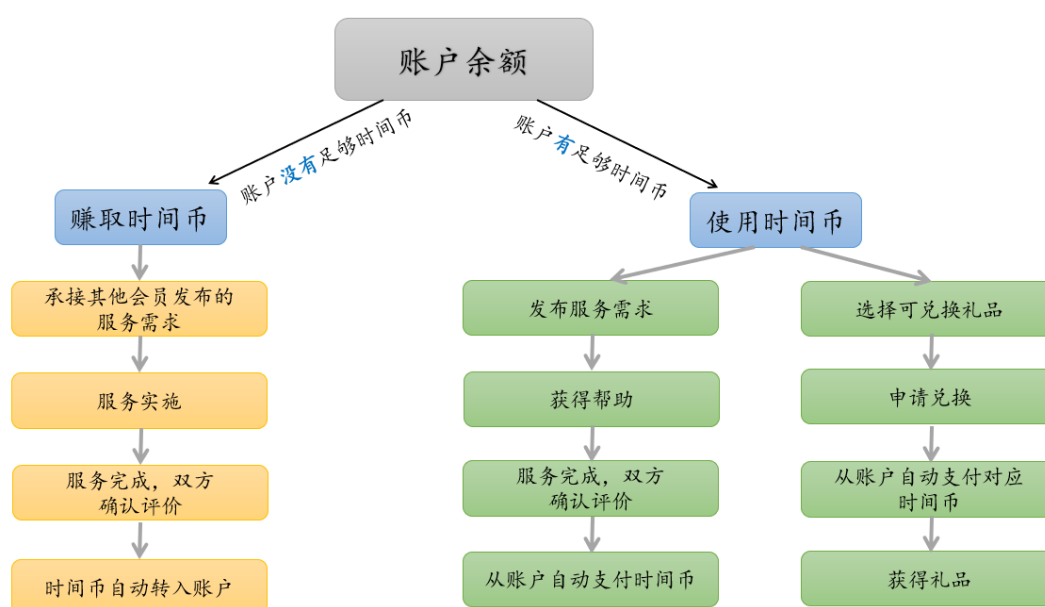 账户余额
账户没有足够时间币
账户有足够时间币
赚取时间币
使用时间币
承接其他会员发布的
服务需求
发布服务需求
选择可兑换礼品
服务实施
获得帮助
申请兑换
服务完成，双方
确认评价
服务完成，双方
确认评价
从账户自动支付对应
时间币
时间币自动转入账户
从账户自动支付时间币
获得礼品